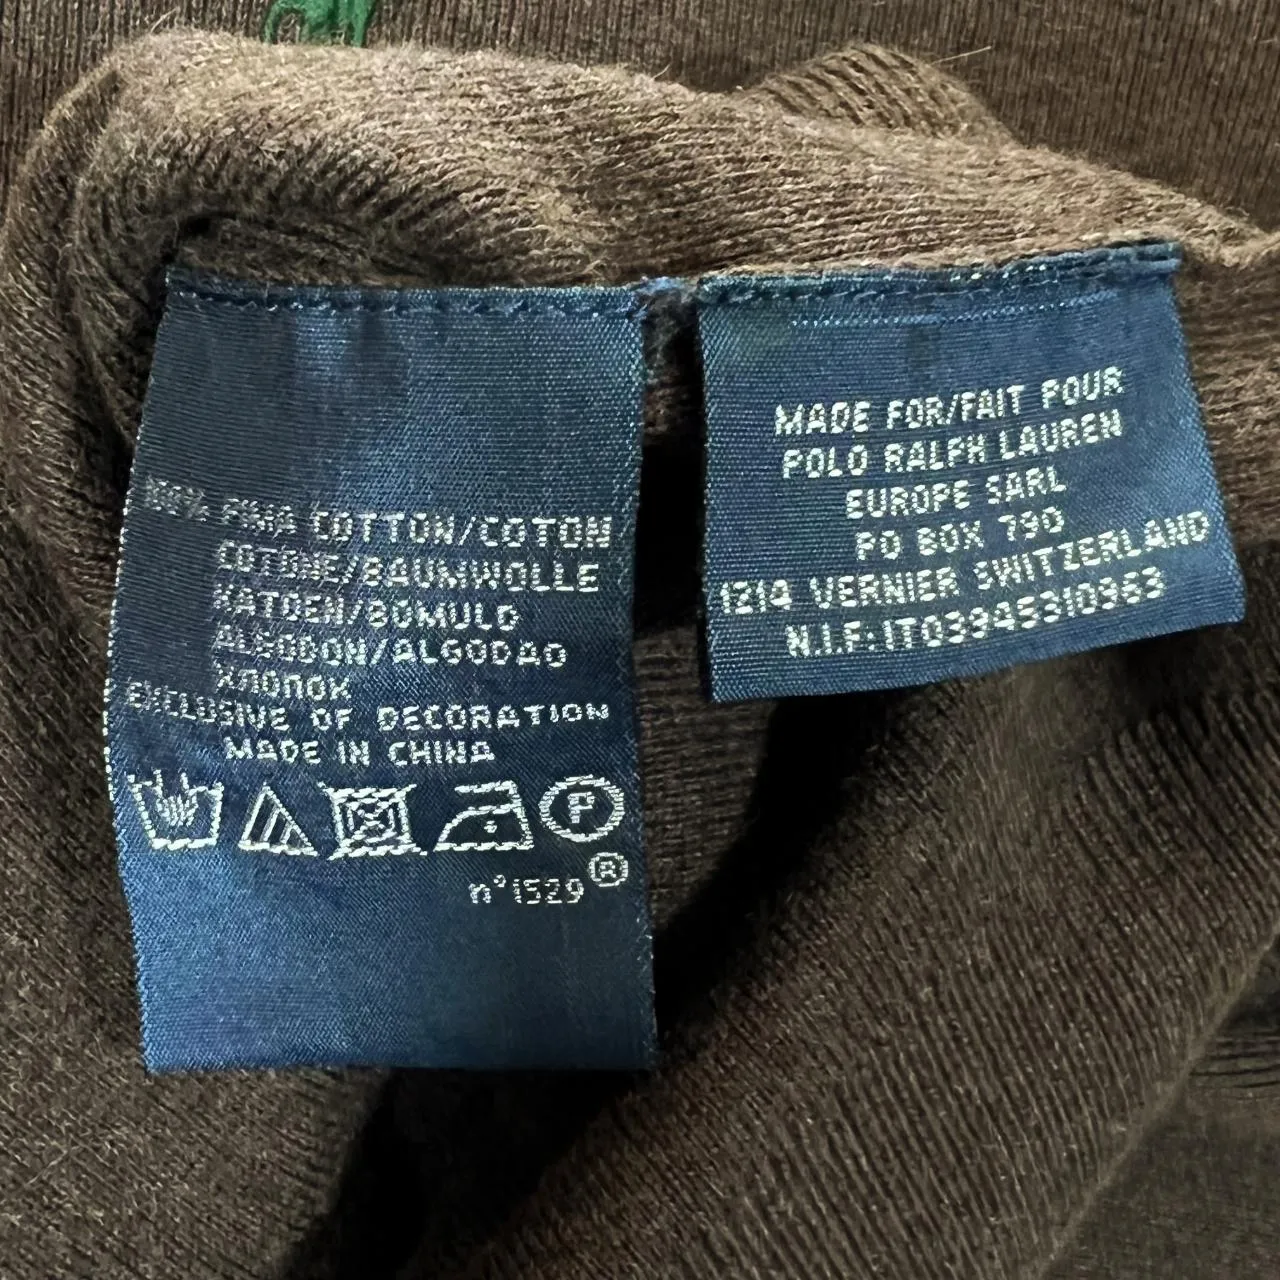 100% PIMA COTTON/COTON
COTONE/BAUMWOLLE
KATOEN/BOMULD
ALGODON/ALGODAO
ХЛОПОК
EXCLUSIVE OF DECORATION
MADE IN CHINA
P
n°1529®
MADE FOR/FAIT POUR
POLO RALPH LAUREN
EUROPE SARL
PO BOX 790
1214 VERNIER SWITZERLAND
N.I.F:IT03945310963